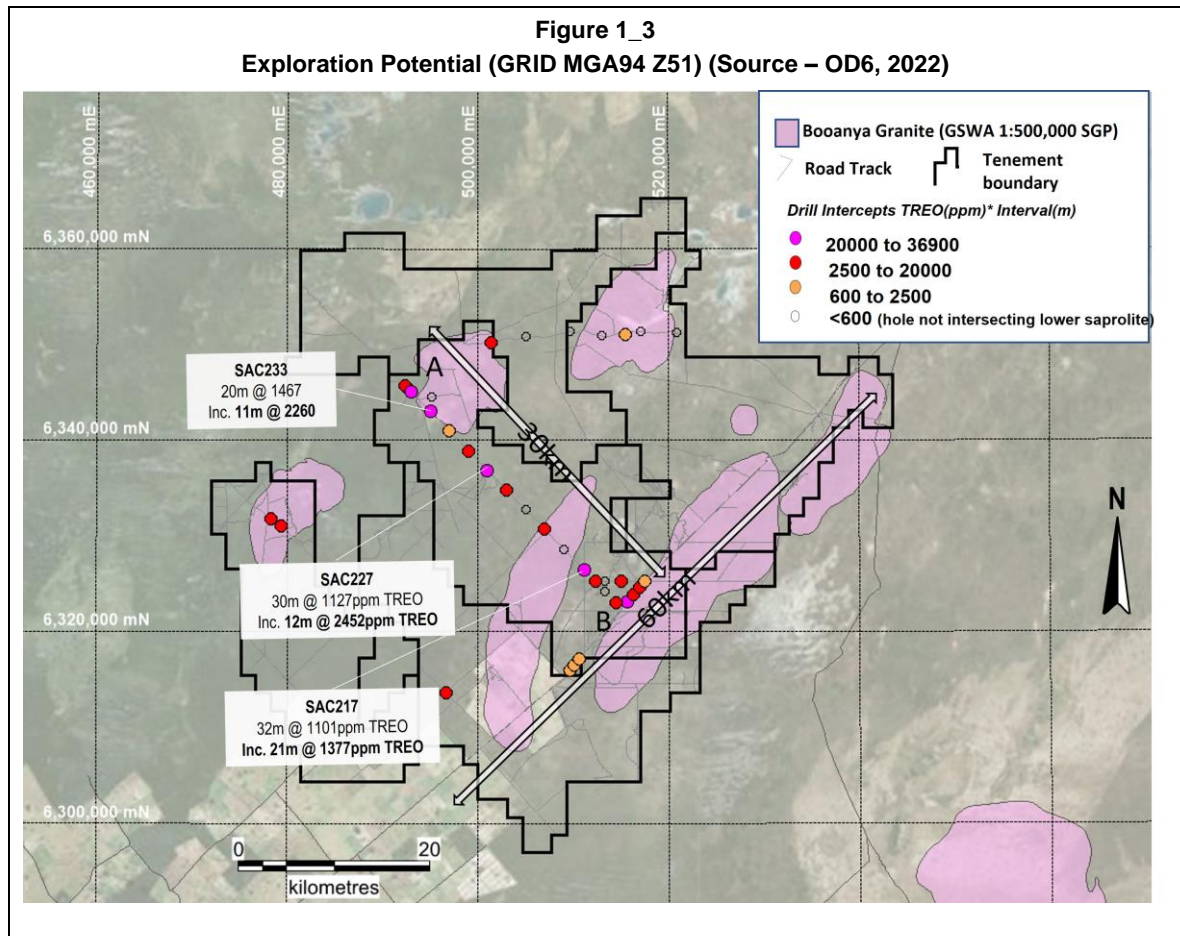 Figure 1_3
Exploration Potential (GRID MGA94 Z51) (Source – OD6, 2022)
460,000 mE
480,000 mE
500,000 mE
520,000 mE
Booanya Granite (GSWA 1:500,000 SGP)
Road Track
Tenement
boundary
Drill Intercepts TREO(ppm)* Interval(m)
20000 to 36900
2500 to 20000
600 to 2500
<600 (hole not intersecting lower saprolite)
6,360,000 mN
A
SAC233
20m @ 1467
Inc. 11m @ 2260
6,340,000 mN
30km
N
SAC227
30m @ 1127ppm TREO
Inc. 12m @ 2452ppm TREO
60km
B
6,320,000 mN
SAC217
32m @ 1101ppm TREO
Inc. 21m @ 1377ppm TREO
6,300,000 mN
0 20
kilometres